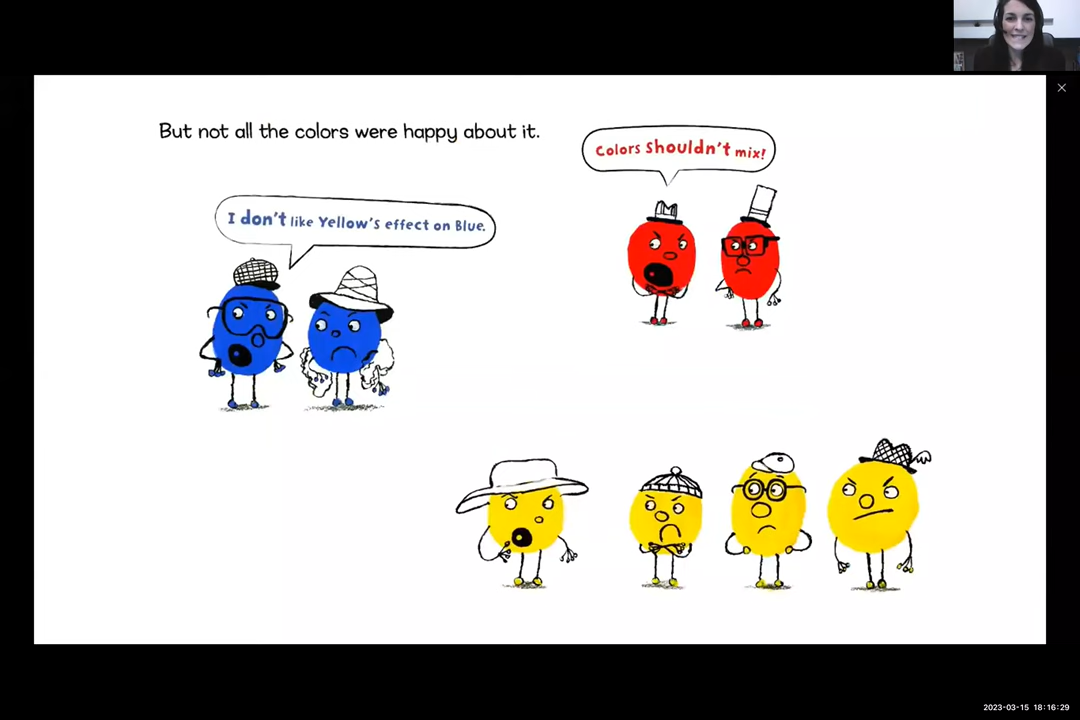 But not all the colors were happy about it.
Colors shouldn't mix!
I don't like Yellow's effect on Blue.
2023-03-15 18:16:29